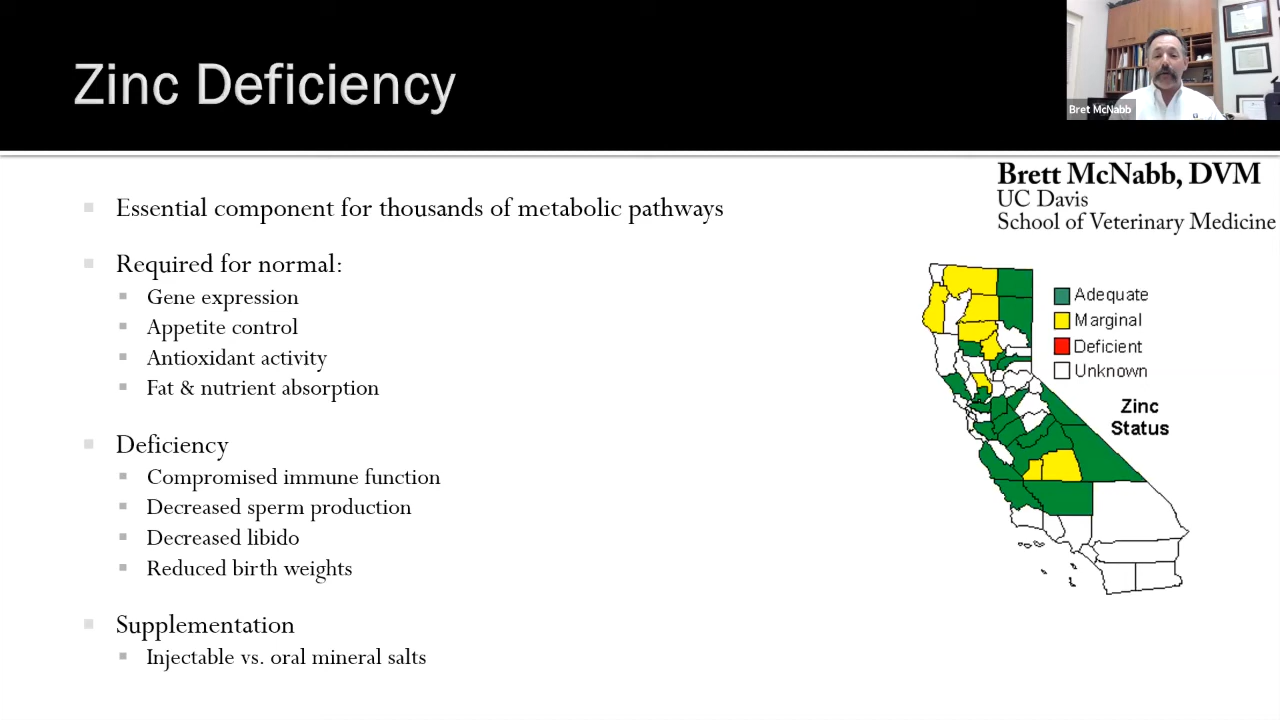 Zinc Deficiency
Bret McNabb
Brett McNabb, DVM
UC Davis
School of Veterinary Medicine
Essential component for thousands of metabolic pathways
Required for normal:
Gene expression
Appetite control
Antioxidant activity
Fat & nutrient absorption
Deficiency
Compromised immune function
Decreased sperm production
Decreased libido
Reduced birth weights
Supplementation
Injectable vs. oral mineral salts
Adequate
Marginal
Deficient
Unknown
Zinc
Status